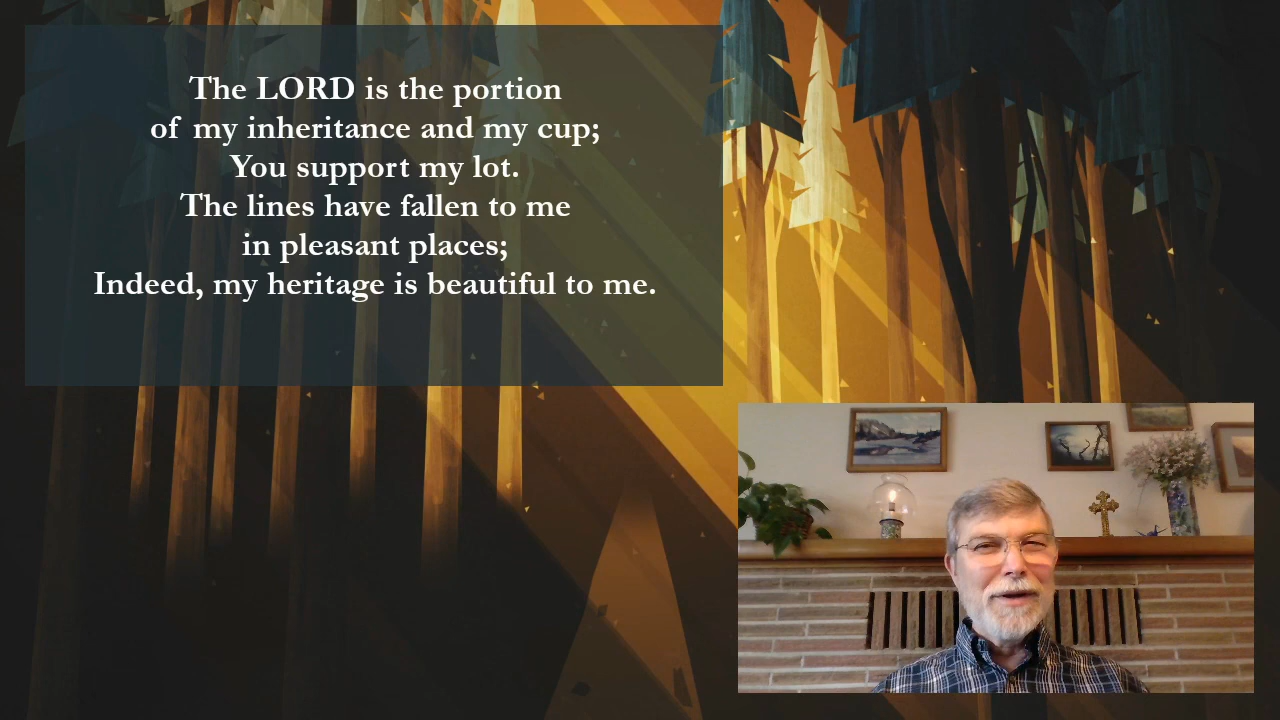 The LORD is the portion
of my inheritance and my cup;
You support my lot.
The lines have fallen to me
in pleasant places;
Indeed, my heritage is beautiful to me.